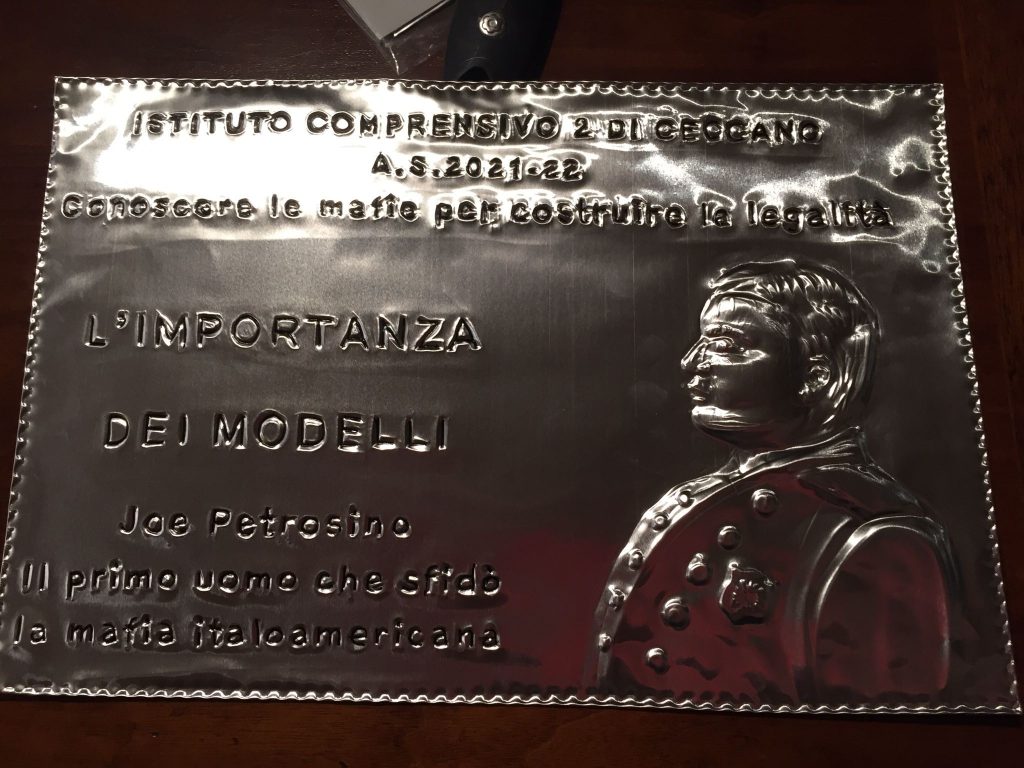 ISTITUTO COMPRENSIVO 2 DI CECCANO
A.S.2021-22
Conoscere le mafie per costruire la legalità
L'IMPORTANZA
DEI MODELLI
Joe Petrosino
Il primo uomo che sfidò
la mafia italoamericana